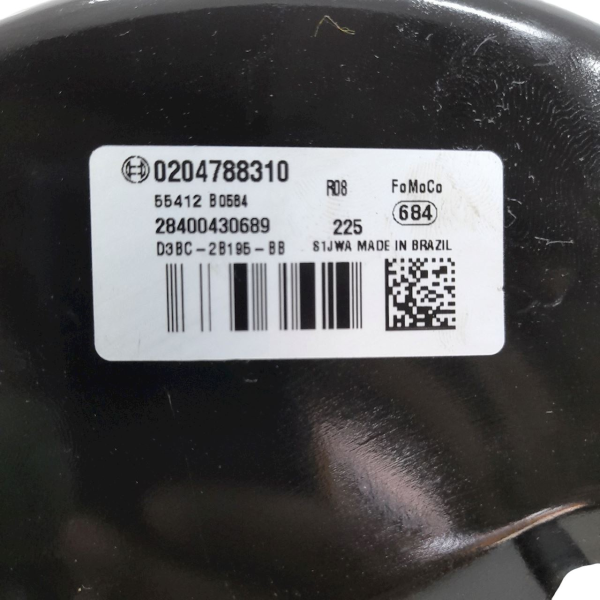 0204788310
R08 FoMoCo
55412 B0584
684
28400430689 225
D3BC-2B195-BB S1JWA MADE IN BRAZIL